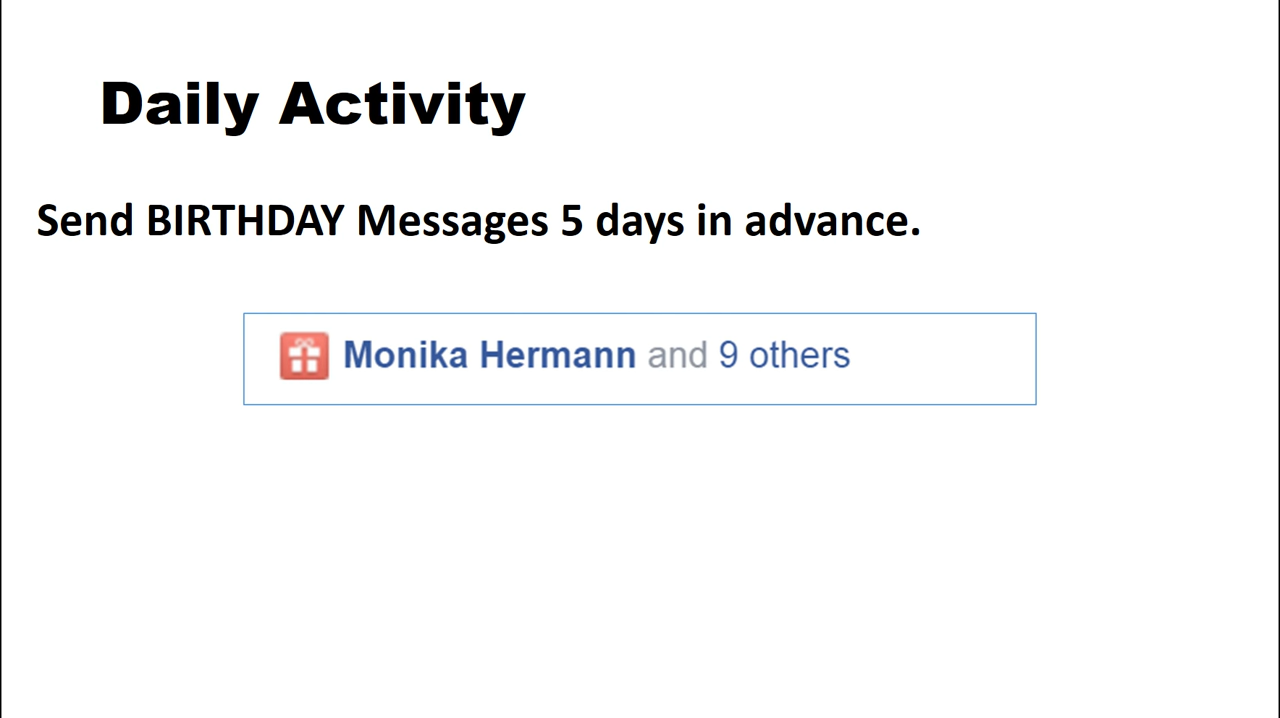 Daily Activity
Send BIRTHDAY Messages 5 days in advance.
Monika Hermann and 9 others